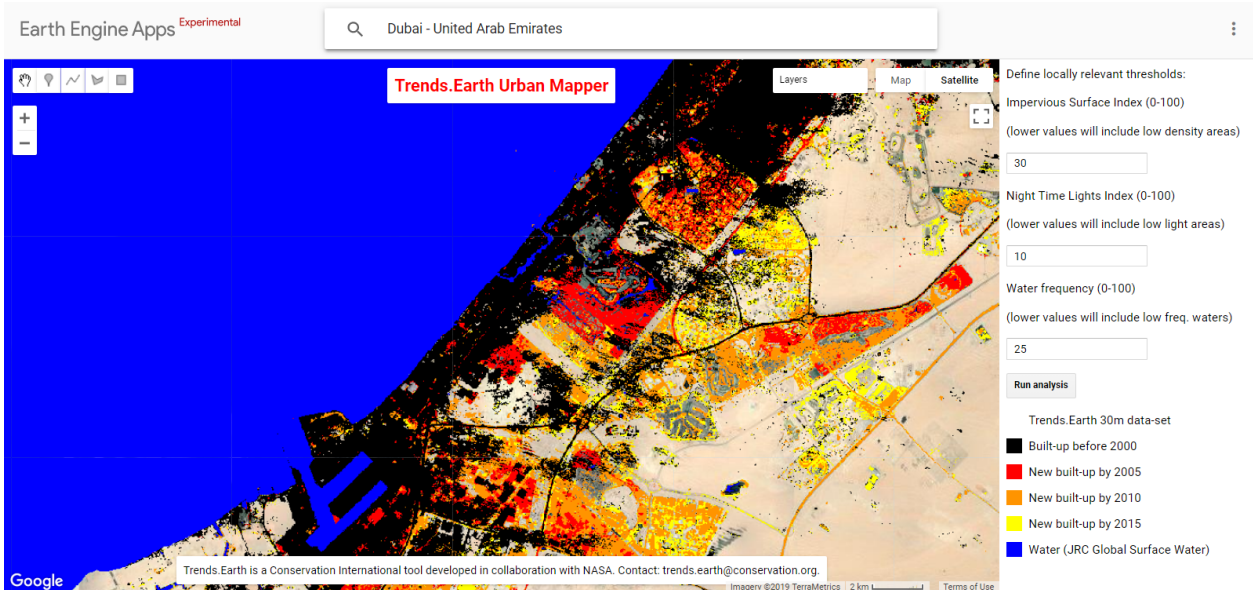 Earth Engine Apps Experimental
Dubai - United Arab Emirates
Trends.Earth Urban Mapper
Layers
Map
Satellite
+
−
Define locally relevant thresholds:
Impervious Surface Index (0-100)
(lower values will include low density areas)
30
Night Time Lights Index (0-100)
(lower values will include low light areas)
10
Water frequency (0-100)
(lower values will include low freq. waters)
25
Run analysis
Trends.Earth 30m data-set
Built-up before 2000
New built-up by 2005
New built-up by 2010
New built-up by 2015
Water (JRC Global Surface Water)
Trends.Earth is a Conservation International tool developed in collaboration with NASA. Contact: trends.earth@conservation.org.
Google
Imagery ©2019 TerraMetrics
2 km
Terms of Use